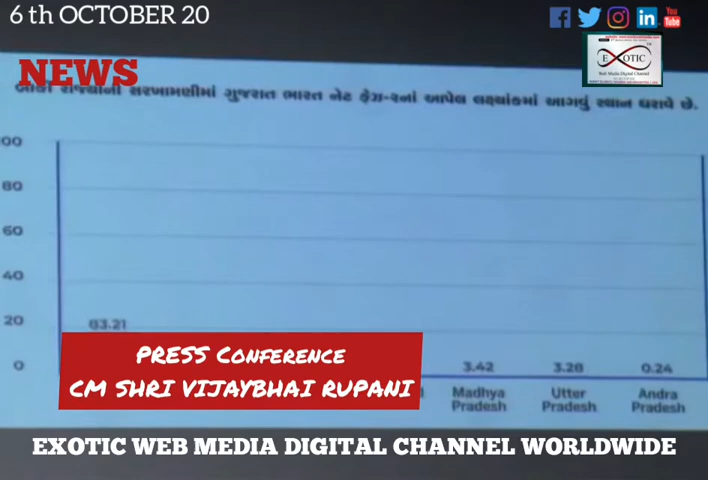 6 th OCTOBER 20
You
Tube
EXOTIC
NEWS
રાજ્યોની સરખામણીમાં ગુજરાત ભારત નેટ ફેઝ-૨નાં આપેલ લક્ષ્યાંકમાં આગવું સ્થાન ધરાવે છે.
00
80
60
40
20
0
83.21
3.42
3.28
0.24
Madhya
Pradesh
Utter
Pradesh
Andra
Pradesh
PRESS CONFERENCE
CM SHRI VIJAYBHAI RUPANI
EXOTIC WEB MEDIA DIGITAL CHANNEL WORLDWIDE